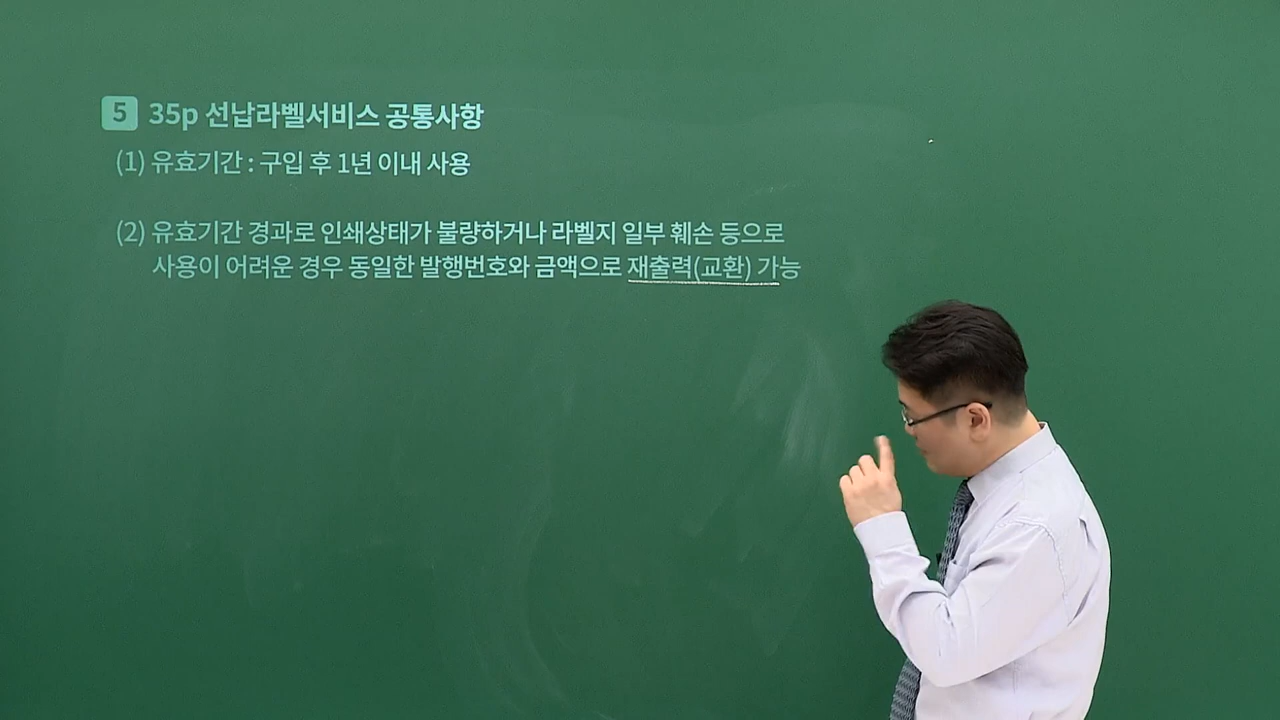 5 35p 선납라벨서비스 공통사항
(1) 유효기간 : 구입 후 1년 이내 사용
(2) 유효기간 경과로 인쇄상태가 불량하거나 라벨지 일부 훼손 등으로
사용이 어려운 경우 동일한 발행번호와 금액으로 재출력(교환) 가능